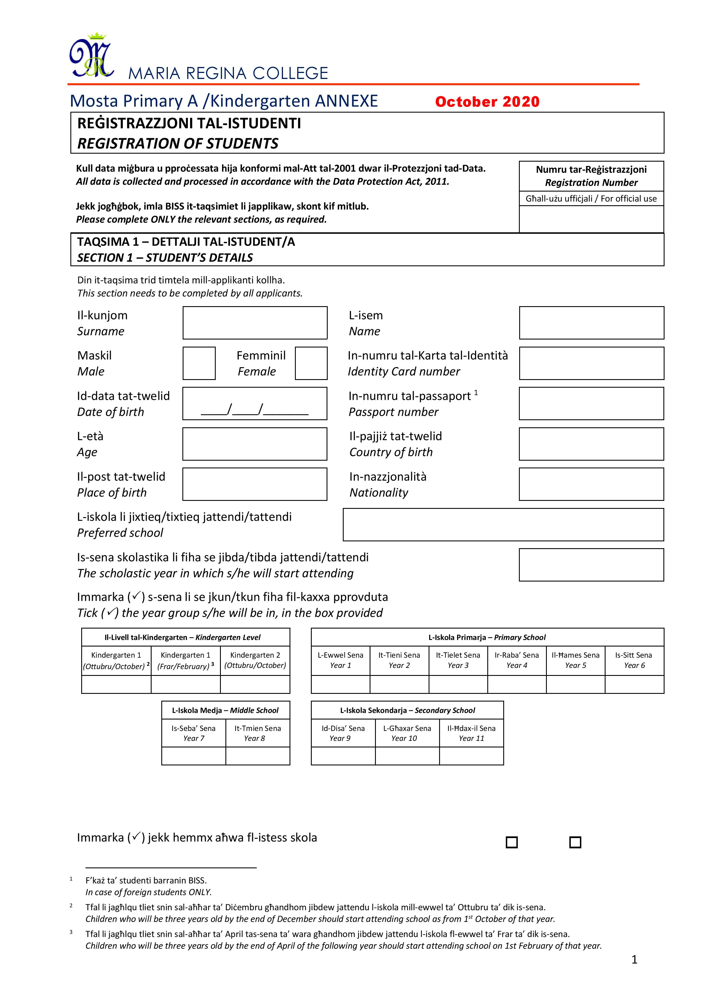 MARIA REGINA COLLEGE
Mosta Primary A /Kindergarten ANNEXE October 2020
REĠISTRAZZJONI TAL-ISTUDENTI
REGISTRATION OF STUDENTS
Kull data miġbura u pproċessata hija konformi mal-Att tal-2001 dwar il-Protezzjoni tad-Data.
All data is collected and processed in accordance with the Data Protection Act, 2011.
Jekk jogħġbok, imla BISS it-taqsimiet li japplikaw, skont kif mitlub.
Please complete ONLY the relevant sections, as required.
Numru tar-Reġistrazzjoni
Registration Number
Għall-użu uffiċjali / For official use
TAQSIMA 1 – DETTALJI TAL-ISTUDENT/A
SECTION 1 – STUDENT’S DETAILS
Din it-taqsima trid timtela mill-applikanti kollha.
This section needs to be completed by all applicants.
Il-kunjom L-isem
Surname Name
Maskil Femminil In-numru tal-Karta tal-Identità
Male Female Identity Card number
Id-data tat-twelid In-numru tal-passaport 1
Date of birth ____/____/_______ Passport number
L-età Il-pajjiż tat-twelid
Age Country of birth
Il-post tat-twelid In-nazzjonalità
Place of birth Nationality
L-iskola li jixtieq/tixtieq jattendi/tattendi
Preferred school
Is-sena skolastika li fiha se jibda/tibda jattendi/tattendi
The scholastic year in which s/he will start attending
Immarka (✓) s-sena li se jkun/tkun fiha fil-kaxxa pprovduta
Tick (✓) the year group s/he will be in, in the box provided
Il-Livell tal-Kindergarten – Kindergarten Level
Kindergarten 1 Kindergarten 1 Kindergarten 2
(Ottubru/October) 2 (Frar/February) 3 (Ottubru/October)
L-Iskola Primarja – Primary School
L-Ewwel Sena It-Tieni Sena It-Tielet Sena Ir-Raba’ Sena Il-Ħames Sena Is-Sitt Sena
Year 1 Year 2 Year 3 Year 4 Year 5 Year 6
L-Iskola Medja – Middle School
Is-Seba’ Sena It-Tmien Sena
Year 7 Year 8
L-Iskola Sekondarja – Secondary School
Id-Disa’ Sena L-Għaxar Sena Il-Ħdax-il Sena
Year 9 Year 10 Year 11
Immarka (✓) jekk hemmx aħwa fl-istess skola
1 F’każ ta’ studenti barranin BISS.
In case of foreign students ONLY.
2 Tfal li jagħlqu tliet snin sal-aħħar ta’ Diċembru għandhom jibdew jattendu l-iskola mill-ewwel ta’ Ottubru ta’ dik is-sena.
Children who will be three years old by the end of December should start attending school as from 1st October of that year.
3 Tfal li jagħlqu tliet snin sal-aħħar ta’ April tas-sena ta’ wara għandhom jibdew jattendu l-iskola fl-ewwel ta’ Frar ta’ dik is-sena.
Children who will be three years old by the end of April of the following year should start attending school on 1st February of that year.
1